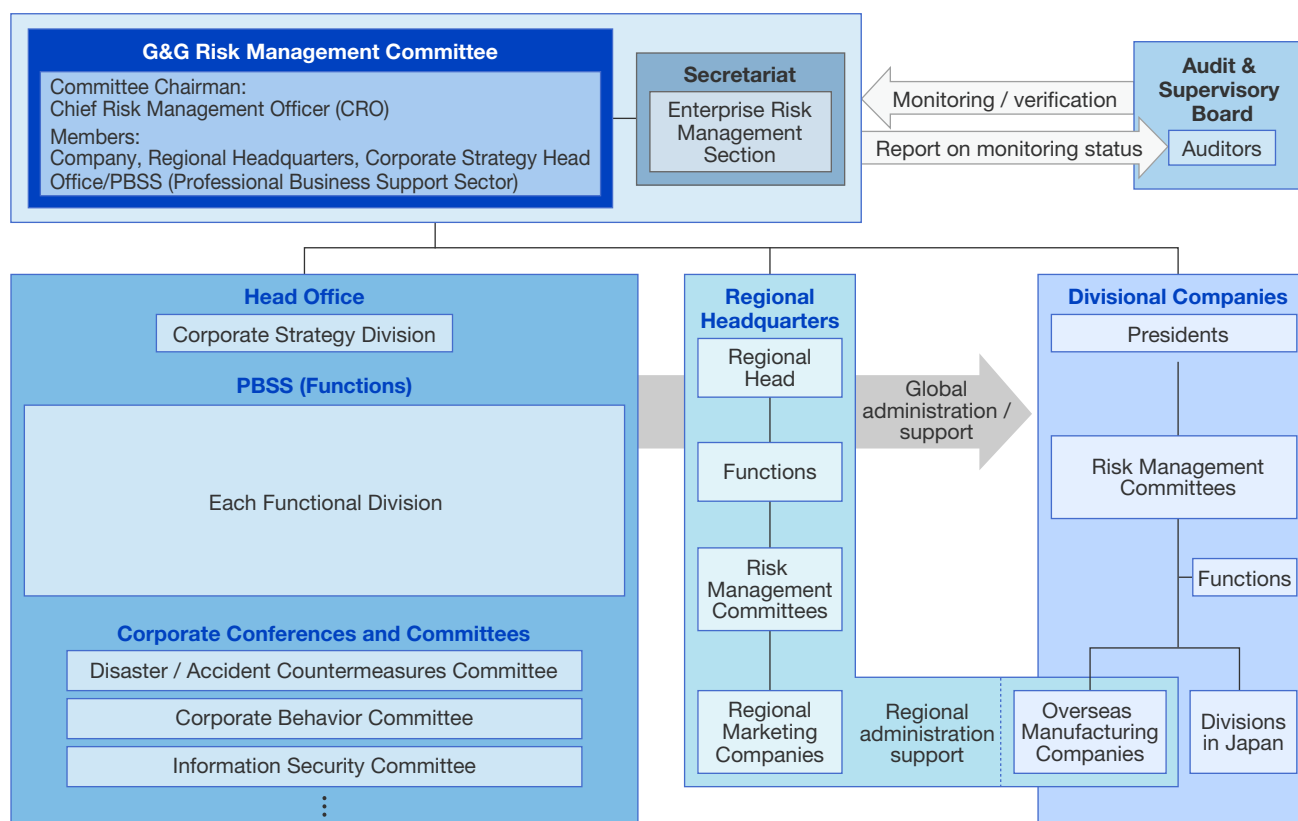 G&G Risk Management Committee
Committee Chairman:
Chief Risk Management Officer (CRO)
Members:
Company, Regional Headquarters, Corporate Strategy Head
Office/PBSS (Professional Business Support Sector)
Secretariat
Enterprise Risk
Management
Section
Monitoring / verification
Report on monitoring status
Audit &
Supervisory
Board
Auditors
Head Office
Corporate Strategy Division
PBSS (Functions)
Each Functional Division
Corporate Conferences and Committees
Disaster / Accident Countermeasures Committee
Corporate Behavior Committee
Information Security Committee
⋮
Regional
Headquarters
Regional
Head
Functions
Risk
Management
Committees
Regional
Marketing
Companies
Global
administration /
support
Regional
administration
support
Divisional Companies
Presidents
Risk Management
Committees
Functions
Overseas
Manufacturing
Companies
Divisions
in Japan